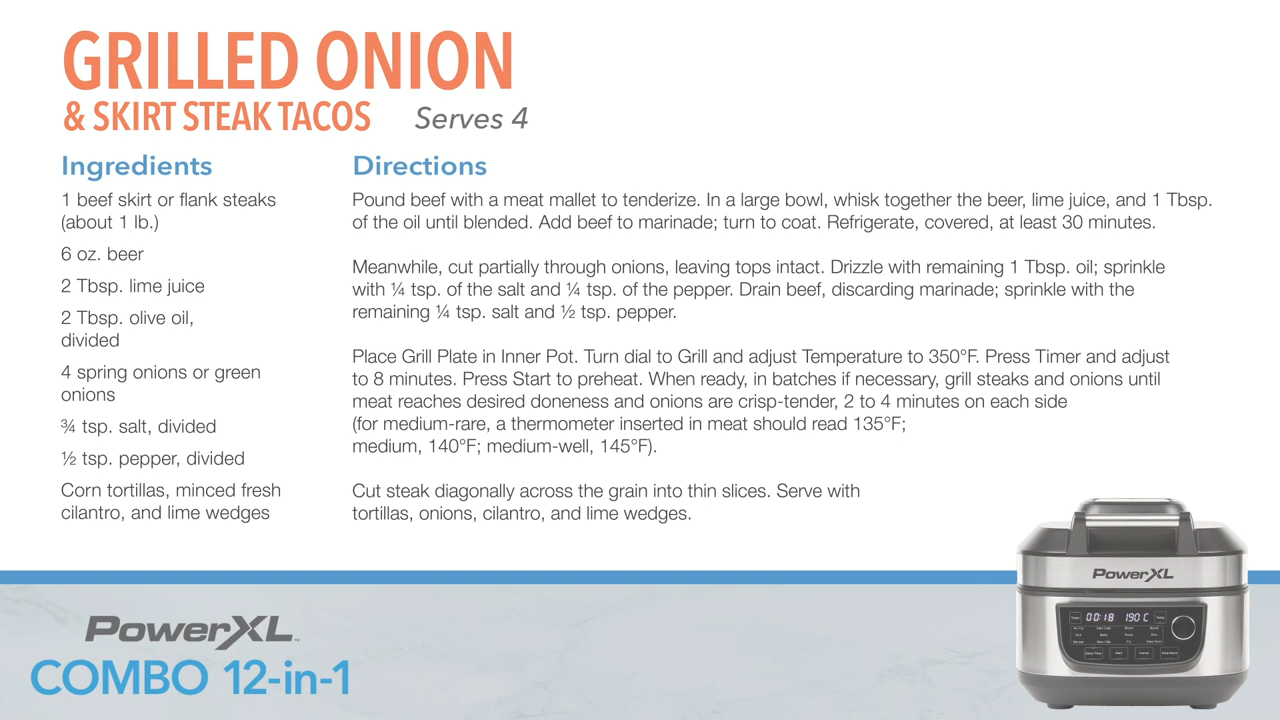 GRILLED ONION
& SKIRT STEAK TACOS Serves 4
Ingredients
1 beef skirt or flank steaks
(about 1 lb.)
6 oz. beer
2 Tbsp. lime juice
2 Tbsp. olive oil,
divided
4 spring onions or green
onions
¾ tsp. salt, divided
½ tsp. pepper, divided
Corn tortillas, minced fresh
cilantro, and lime wedges
Directions
Pound beef with a meat mallet to tenderize. In a large bowl, whisk together the beer, lime juice, and 1 Tbsp.
of the oil until blended. Add beef to marinade; turn to coat. Refrigerate, covered, at least 30 minutes.
Meanwhile, cut partially through onions, leaving tops intact. Drizzle with remaining 1 Tbsp. oil; sprinkle
with ¼ tsp. of the salt and ¼ tsp. of the pepper. Drain beef, discarding marinade; sprinkle with the
remaining ¼ tsp. salt and ½ tsp. pepper.
Place Grill Plate in Inner Pot. Turn dial to Grill and adjust Temperature to 350°F. Press Timer and adjust
to 8 minutes. Press Start to preheat. When ready, in batches if necessary, grill steaks and onions until
meat reaches desired doneness and onions are crisp-tender, 2 to 4 minutes on each side
(for medium-rare, a thermometer inserted in meat should read 135°F;
medium, 140°F; medium-well, 145°F).
Cut steak diagonally across the grain into thin slices. Serve with
tortillas, onions, cilantro, and lime wedges.
PowerXL™
COMBO 12-in-1
PowerXL
00:18 190 C